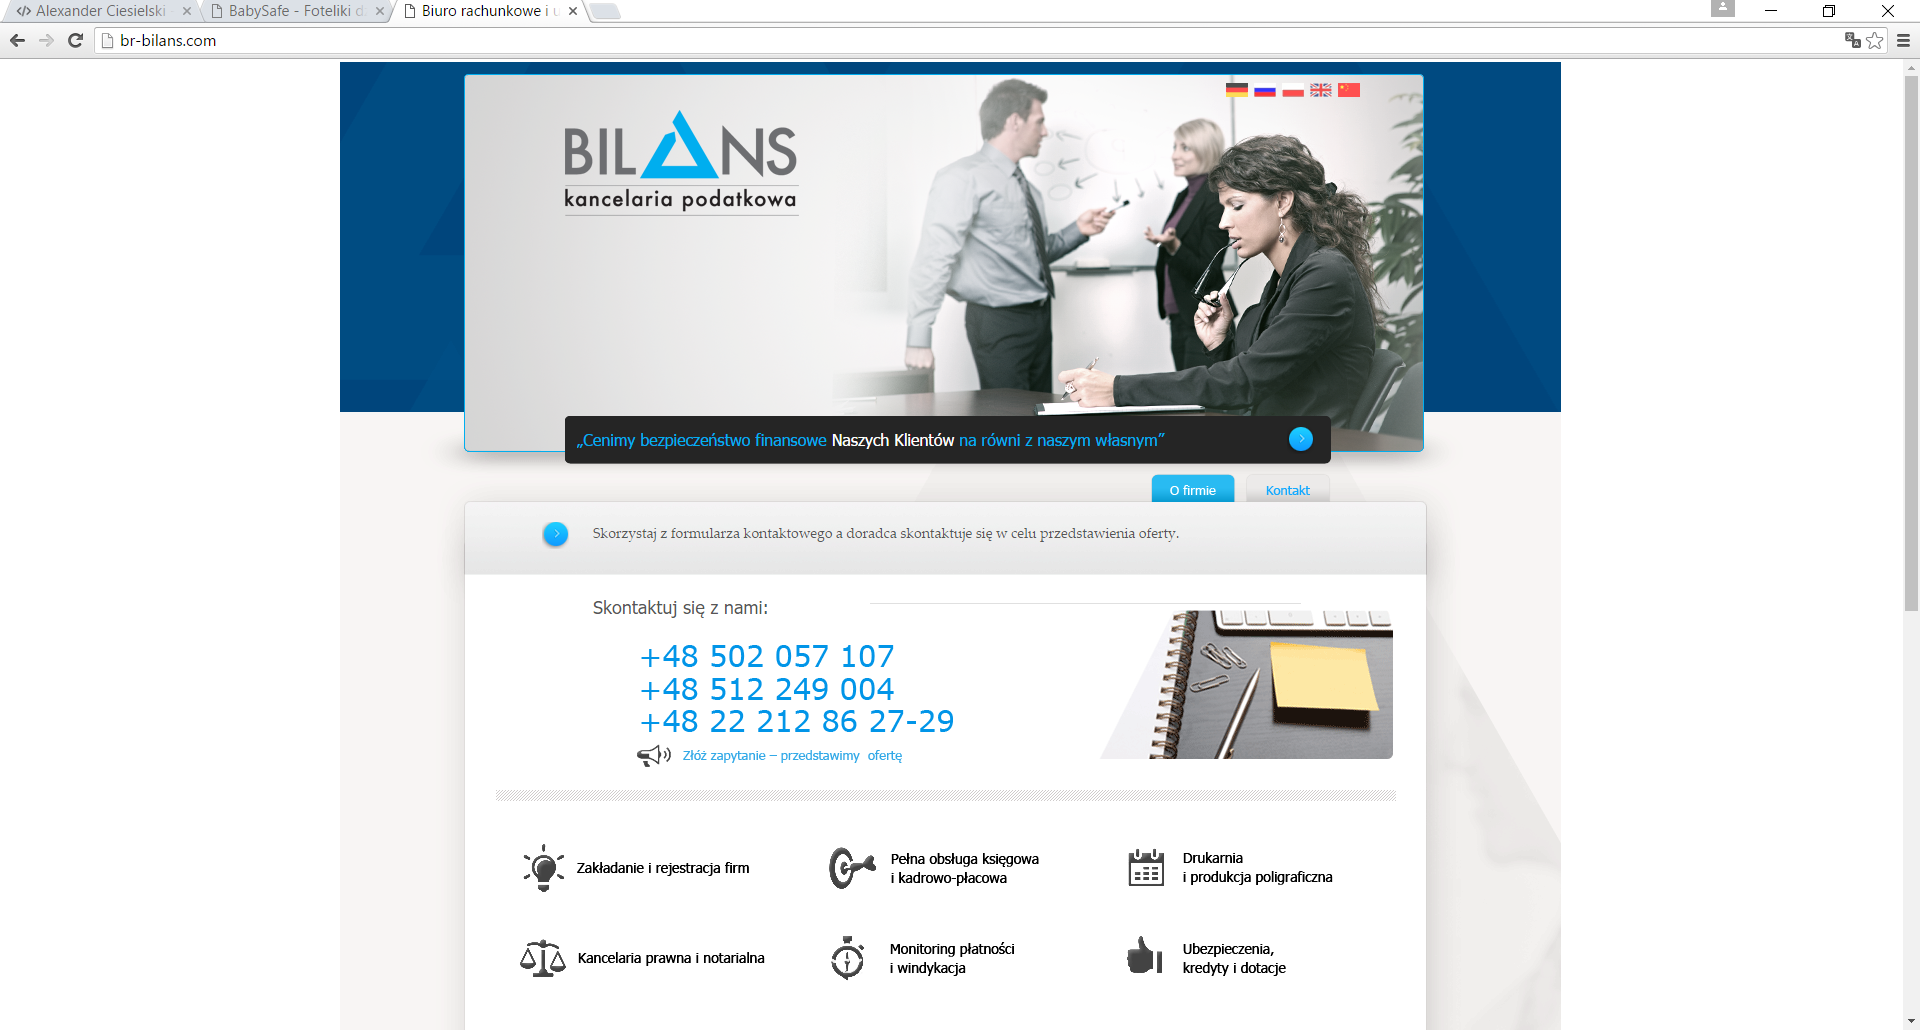 Alexander Ciesielski
BabySafe - Foteliki
Biuro rachunkowe i u
br-bilans.com
BILANS
kancelaria podatkowa
„Cenimy bezpieczeństwo finansowe Naszych Klientów na równi z naszym własnym”
O firmie
Kontakt
Skorzystaj z formularza kontaktowego a doradca skontaktuje się w celu przedstawienia oferty.
Skontaktuj się z nami:
+48 502 057 107
+48 512 249 004
+48 22 212 86 27-29
Złóż zapytanie – przedstawimy ofertę
Zakładanie i rejestracja firm
Pełna obsługa księgowa
i kadrowo-płacowa
Drukarnia
i produkcja poligraficzna
Kancelaria prawna i notarialna
Monitoring płatności
i windykacja
Ubezpieczenia,
kredyty i dotacje